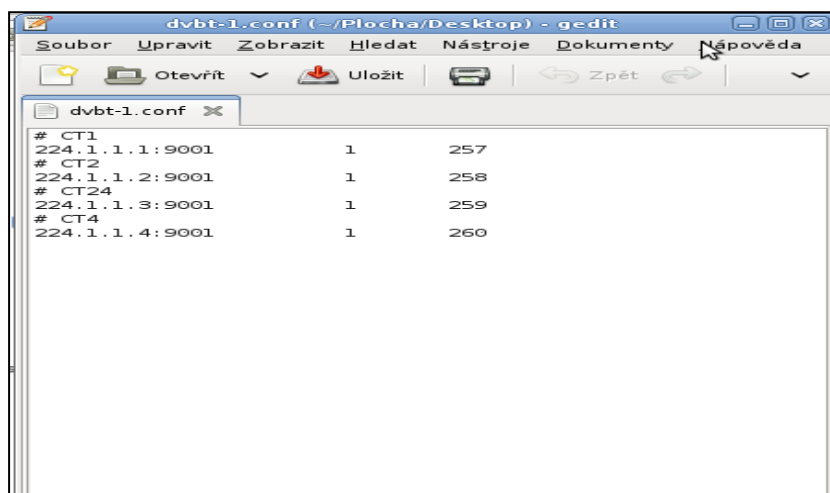 dvbt-1.conf (~/Plocha/Desktop) - gedit
Soubor Upravit Zobrazit Hledat Nástroje Dokumenty Nápověda
Otevřít Uložit Zpět
dvbt-1.conf
# CT1
224.1.1.1:9001 1 257
# CT2
224.1.1.2:9001 1 258
# CT24
224.1.1.3:9001 1 259
# CT4
224.1.1.4:9001 1 260